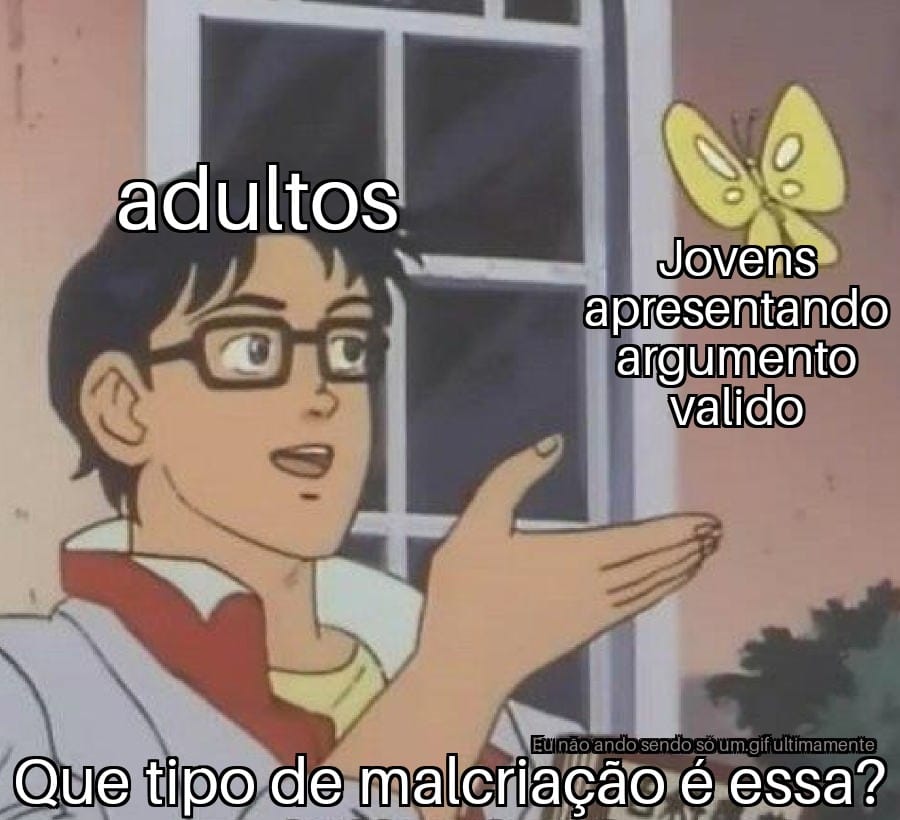 adultos
Jovens
apresentando
argumento
valido
Eu não ando sendo só um.gif ultimamente
Que tipo de malcriação é essa?